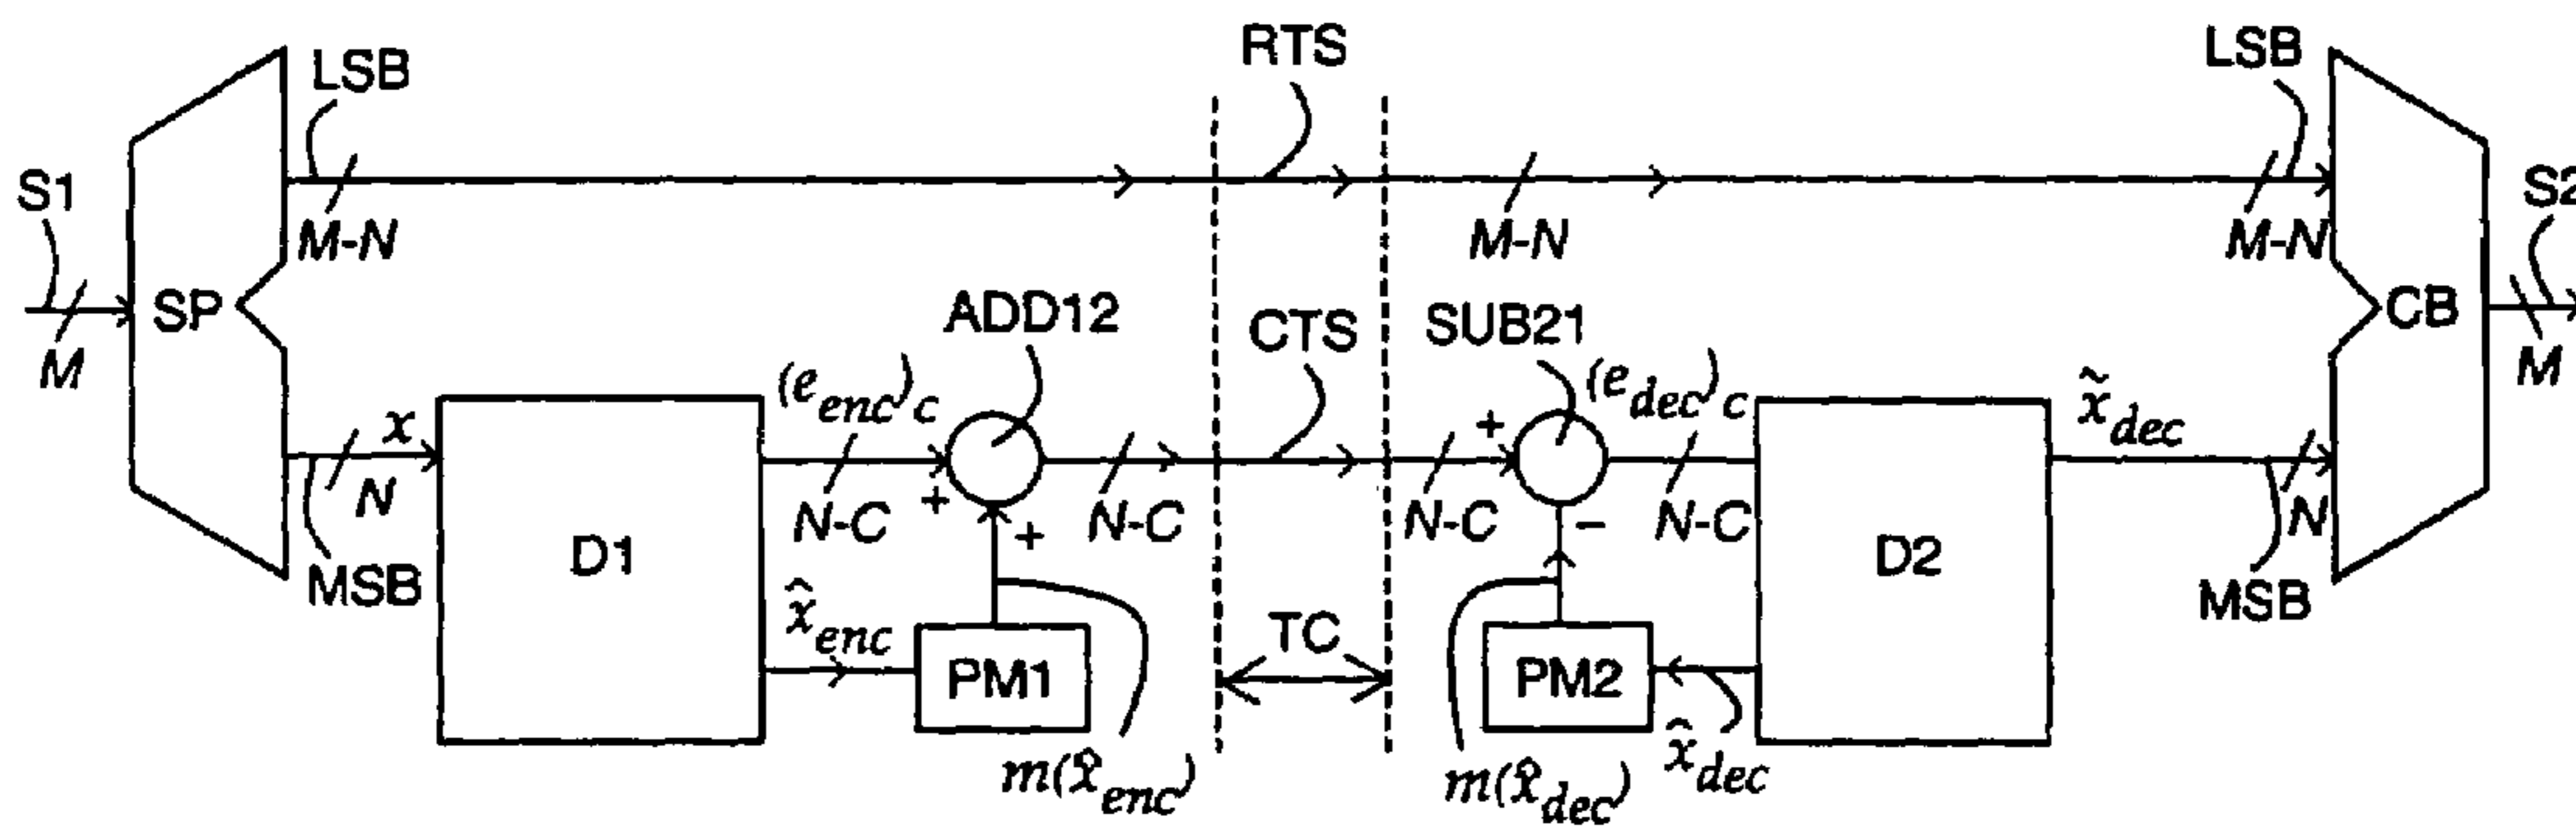 RTS
LSB
LSB
S1
S2
M-N
M-N
M-N
SP
CB
M
M
ADD12
CTS
SUB21
(e_enc)_c
(e_dec)_c
x̃_dec
x
+
+
+
−
N
N-C
N-C
N-C
N-C
N
MSB
MSB
D1
D2
x̂_enc
PM1
TC
PM2
x̂_dec
m(x̂_enc)
m(x̂_dec)